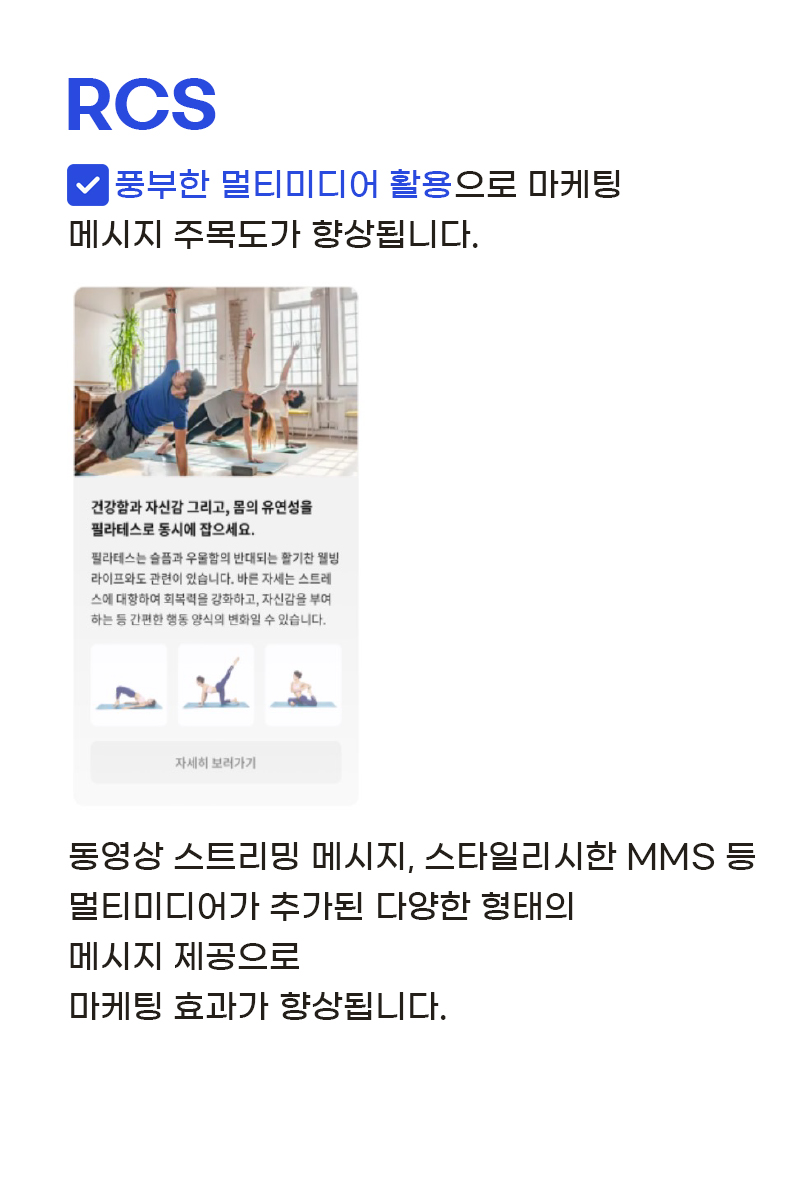 RCS
풍부한 멀티미디어 활용으로 마케팅
메시지 주목도가 향상됩니다.
건강함과 자신감 그리고, 몸의 유연성을
필라테스로 동시에 잡으세요.
필라테스는 슬픔과 우울함의 반대되는 활기찬 웰빙
라이프와도 관련이 있습니다. 바른 자세는 스트레
스에 대항하여 회복력을 강화하고, 자신감을 부여
하는 등 간편한 행동 양식의 변화일 수 있습니다.
자세히 보러가기
동영상 스트리밍 메시지, 스타일리시한 MMS 등
멀티미디어가 추가된 다양한 형태의
메시지 제공으로
마케팅 효과가 향상됩니다.